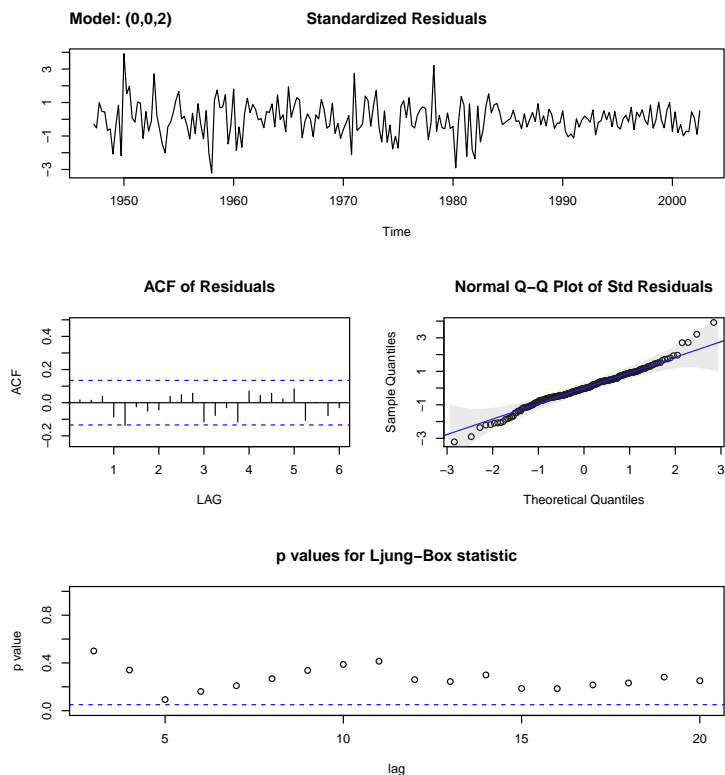 Model: (0,0,2) Standardized Residuals
3
1
−1
−3
1950 1960 1970 1980 1990 2000
Time
ACF of Residuals
ACF
0.4
0.2
0.0
−0.2
1 2 3 4 5 6
LAG
Normal Q−Q Plot of Std Residuals
Sample Quantiles
3
1
−1
−3
−3 −2 −1 0 1 2 3
Theoretical Quantiles
p values for Ljung−Box statistic
p value
0.8
0.4
0.0
5 10 15 20
lag